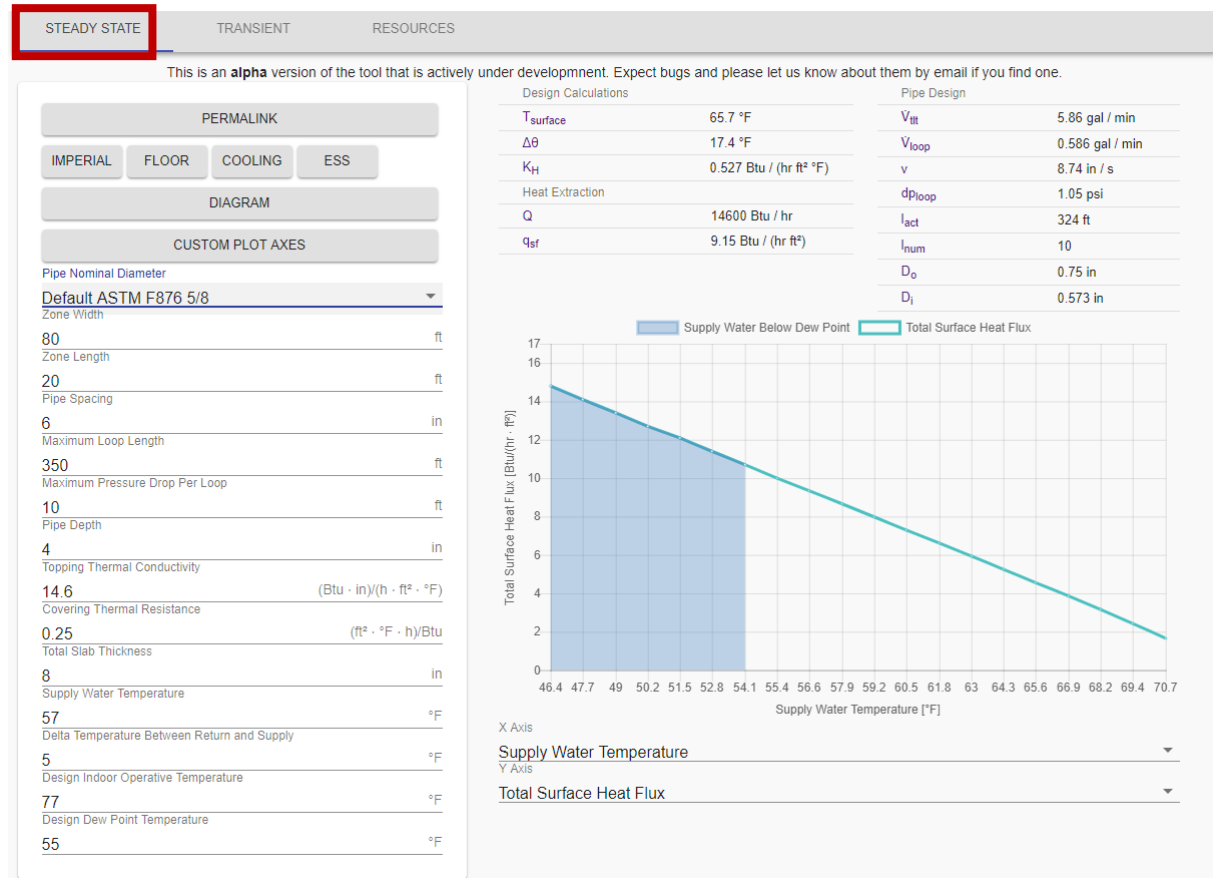 STEADY STATE TRANSIENT RESOURCES
This is an alpha version of the tool that is actively under developmnent. Expect bugs and please let us know about them by email if you find one.
PERMALINK
IMPERIAL FLOOR COOLING ESS
DIAGRAM
CUSTOM PLOT AXES
Pipe Nominal Diameter
Default ASTM F876 5/8
Zone Width
80 ft
Zone Length
20 ft
Pipe Spacing
6 in
Maximum Loop Length
350 ft
Maximum Pressure Drop Per Loop
10 ft
Pipe Depth
4 in
Topping Thermal Conductivity
14.6 (Btu · in)/(h · ft² · °F)
Covering Thermal Resistance
0.25 (ft² · °F · h)/Btu
Total Slab Thickness
8 in
Supply Water Temperature
57 °F
Delta Temperature Between Return and Supply
5 °F
Design Indoor Operative Temperature
77 °F
Design Dew Point Temperature
55 °F
Design Calculations
Tsurface 65.7 °F
Δθ 17.4 °F
KH 0.527 Btu / (hr ft² °F)
Heat Extraction
Q 14600 Btu / hr
qsf 9.15 Btu / (hr ft²)
Pipe Design
V̇tlt 5.86 gal / min
V̇loop 0.586 gal / min
v 8.74 in / s
dploop 1.05 psi
lact 324 ft
lnum 10
Do 0.75 in
Di 0.573 in
Supply Water Below Dew Point Total Surface Heat Flux
Total Surface Heat Flux [Btu/(hr · ft²)]
17
16
14
12
10
8
6
4
2
0
46.4 47.7 49 50.2 51.5 52.8 54.1 55.4 56.6 57.9 59.2 60.5 61.8 63 64.3 65.6 66.9 68.2 69.4 70.7
Supply Water Temperature [°F]
X Axis
Supply Water Temperature
Y Axis
Total Surface Heat Flux